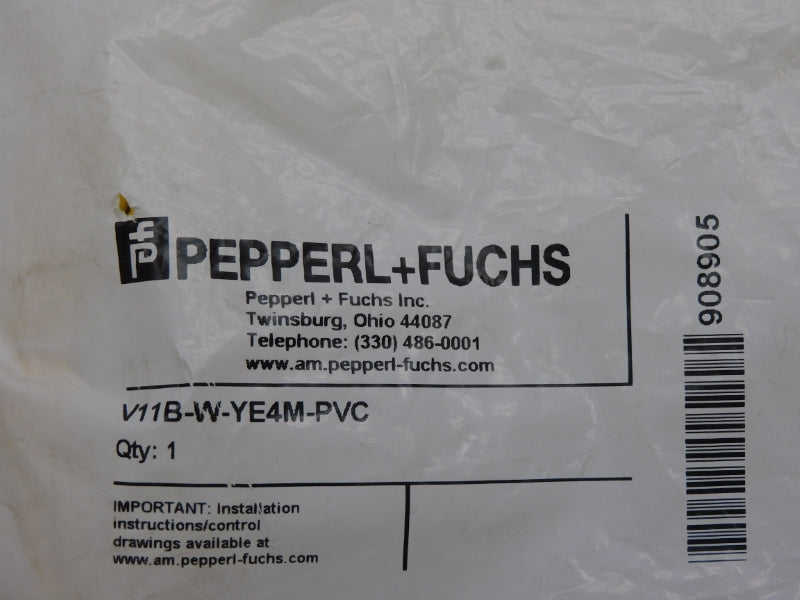 PEPPERL+FUCHS
Pepperl + Fuchs Inc.
Twinsburg, Ohio 44087
Telephone: (330) 486-0001
www.am.pepperl-fuchs.com
V11B-W-YE4M-PVC
Qty: 1
IMPORTANT: Installation
instructions/control
drawings available at
www.am.pepperl-fuchs.com
908905